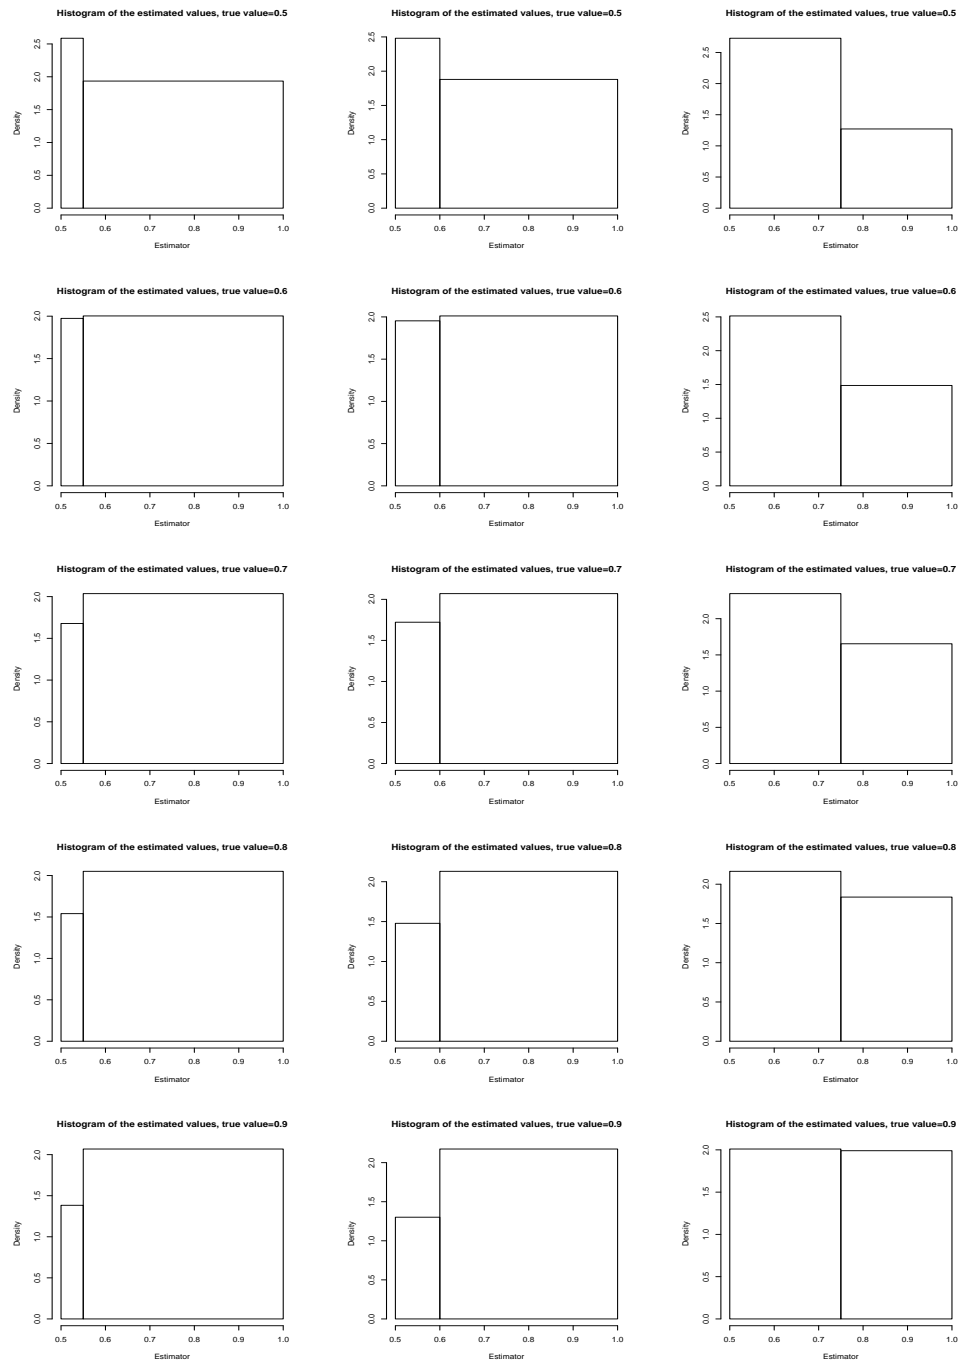 Histogram of the estimated values, true value=0.5
Density
0.0 0.5 1.0 1.5 2.0 2.5
0.5 0.6 0.7 0.8 0.9 1.0
Estimator
Histogram of the estimated values, true value=0.5
Density
0.0 0.5 1.0 1.5 2.0 2.5
0.5 0.6 0.7 0.8 0.9 1.0
Estimator
Histogram of the estimated values, true value=0.5
Density
0.0 0.5 1.0 1.5 2.0 2.5
0.5 0.6 0.7 0.8 0.9 1.0
Estimator
Histogram of the estimated values, true value=0.6
Density
0.0 0.5 1.0 1.5 2.0
0.5 0.6 0.7 0.8 0.9 1.0
Estimator
Histogram of the estimated values, true value=0.6
Density
0.0 0.5 1.0 1.5 2.0
0.5 0.6 0.7 0.8 0.9 1.0
Estimator
Histogram of the estimated values, true value=0.6
Density
0.0 0.5 1.0 1.5 2.0 2.5
0.5 0.6 0.7 0.8 0.9 1.0
Estimator
Histogram of the estimated values, true value=0.7
Density
0.0 0.5 1.0 1.5 2.0
0.5 0.6 0.7 0.8 0.9 1.0
Estimator
Histogram of the estimated values, true value=0.7
Density
0.0 0.5 1.0 1.5 2.0
0.5 0.6 0.7 0.8 0.9 1.0
Estimator
Histogram of the estimated values, true value=0.7
Density
0.0 0.5 1.0 1.5 2.0
0.5 0.6 0.7 0.8 0.9 1.0
Estimator
Histogram of the estimated values, true value=0.8
Density
0.0 0.5 1.0 1.5 2.0
0.5 0.6 0.7 0.8 0.9 1.0
Estimator
Histogram of the estimated values, true value=0.8
Density
0.0 0.5 1.0 1.5 2.0
0.5 0.6 0.7 0.8 0.9 1.0
Estimator
Histogram of the estimated values, true value=0.8
Density
0.0 0.5 1.0 1.5 2.0
0.5 0.6 0.7 0.8 0.9 1.0
Estimator
Histogram of the estimated values, true value=0.9
Density
0.0 0.5 1.0 1.5 2.0
0.5 0.6 0.7 0.8 0.9 1.0
Estimator
Histogram of the estimated values, true value=0.9
Density
0.0 0.5 1.0 1.5 2.0
0.5 0.6 0.7 0.8 0.9 1.0
Estimator
Histogram of the estimated values, true value=0.9
Density
0.0 0.5 1.0 1.5 2.0
0.5 0.6 0.7 0.8 0.9 1.0
Estimator